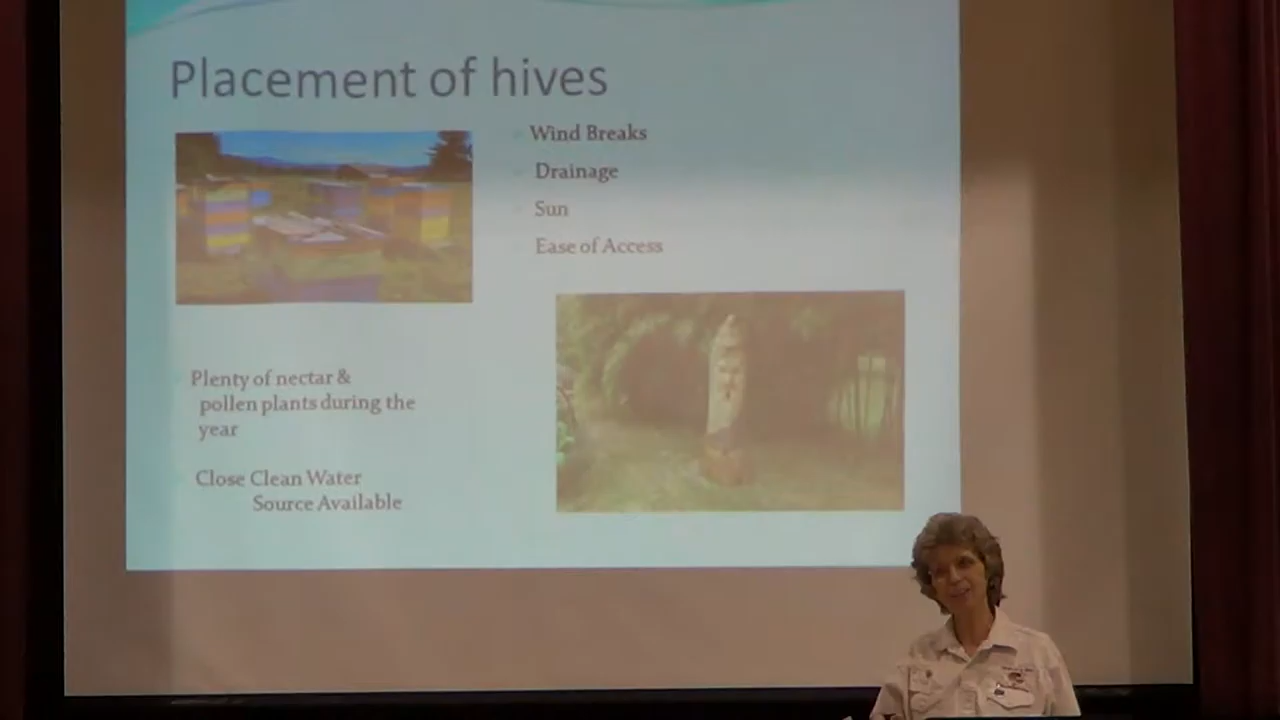 Placement of hives
Wind Breaks
Drainage
Sun
Ease of Access
Plenty of nectar &
pollen plants during the
year
Close Clean Water
Source Available